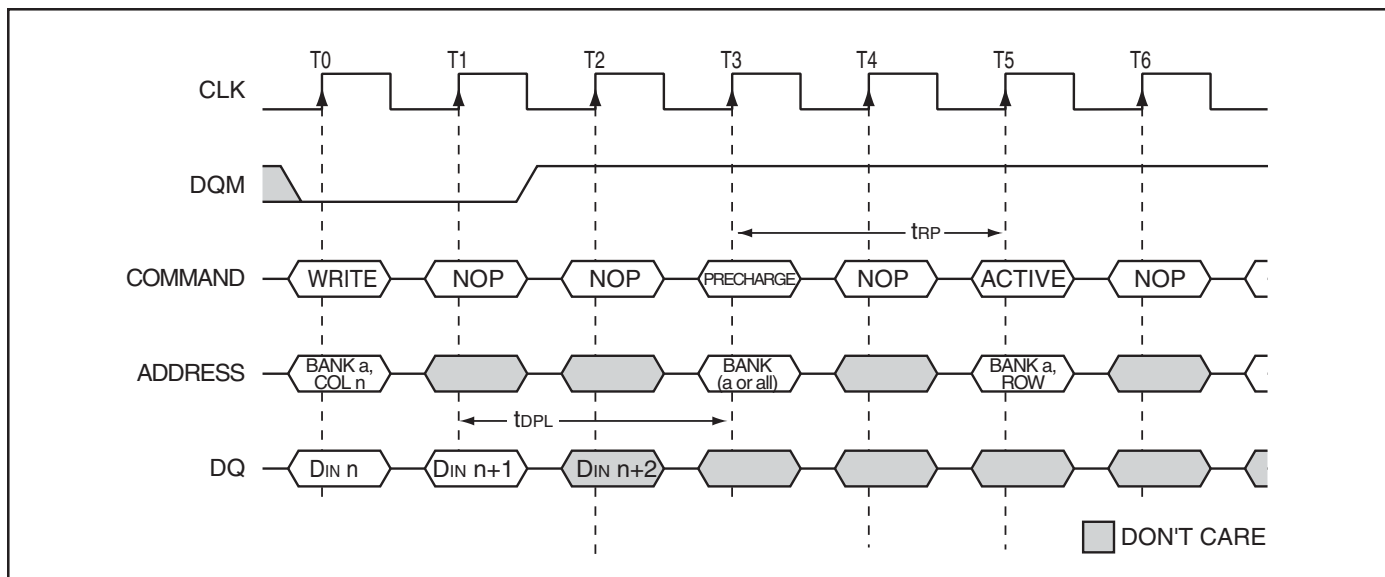 T0 T1 T2 T3 T4 T5 T6
CLK
DQM
tRP
COMMAND WRITE NOP NOP PRECHARGE NOP ACTIVE NOP
ADDRESS BANK a, COL n BANK (a or all) BANK a, ROW
tDPL
DQ DIN n DIN n+1 DIN n+2
DON'T CARE